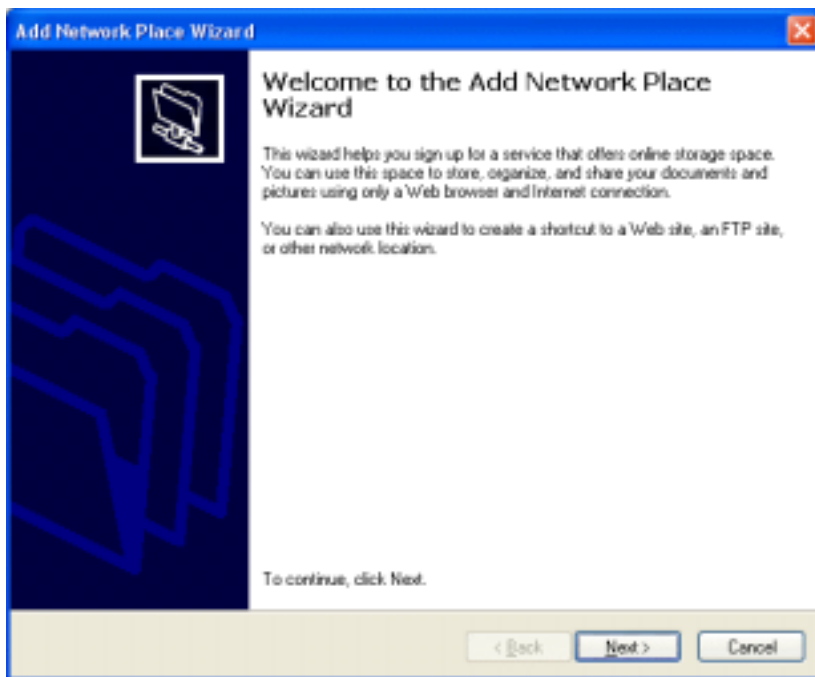 Add Network Place Wizard
Welcome to the Add Network Place
Wizard
This wizard helps you sign up for a service that offers online storage space.
You can use this space to store, organize, and share your documents and
pictures using only a Web browser and Internet connection.
You can also use this wizard to create a shortcut to a Web site, an FTP site,
or other network location.
To continue, click Next.
< Back
Next >
Cancel